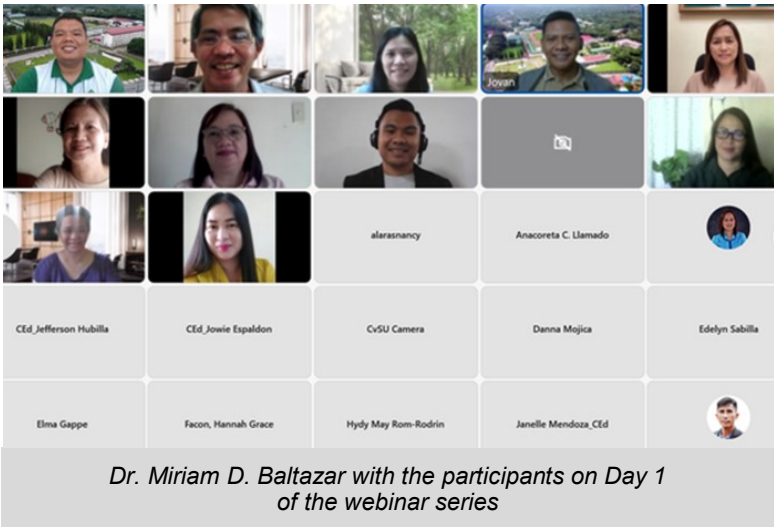 Jovan
alarasnancy
Anacoreta C. Llamado
CEd_Jefferson Hubilla
CEd_Jowie Espaldon
CvSU Camera
Danna Mojica
Edelyn Sabilla
Elma Gappe
Facon, Hannah Grace
Hydy May Rom-Rodrin
Janelle Mendoza_CEd
Dr. Miriam D. Baltazar with the participants on Day 1
of the webinar series